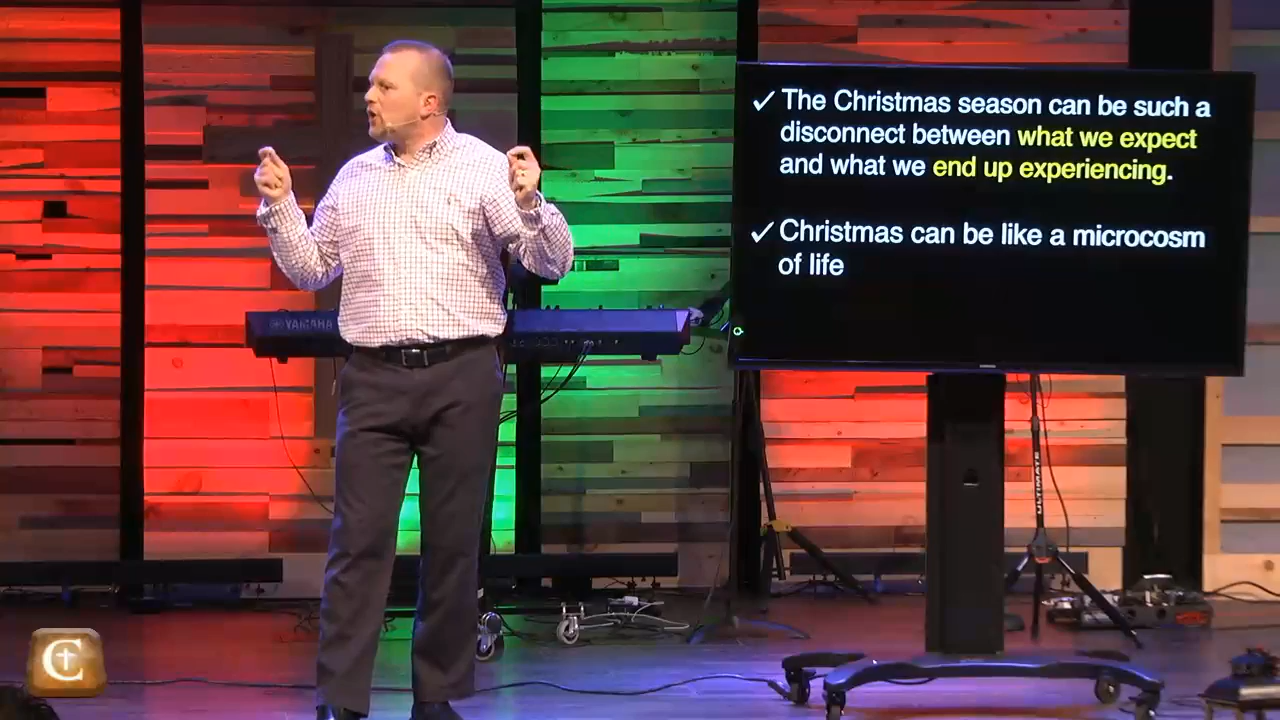 ✓ The Christmas season can be such a
disconnect between what we expect
and what we end up experiencing.
✓ Christmas can be like a microcosm
of life
YAMAHA
ULTIMATE
C